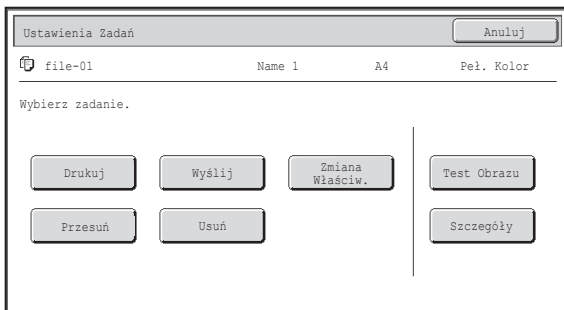 Ustawienia Zadań Anuluj
file-01 Name 1 A4 Peł. Kolor
Wybierz zadanie.
Drukuj Wyślij Zmiana Właściw. Test Obrazu
Przesuń Usuń Szczegóły